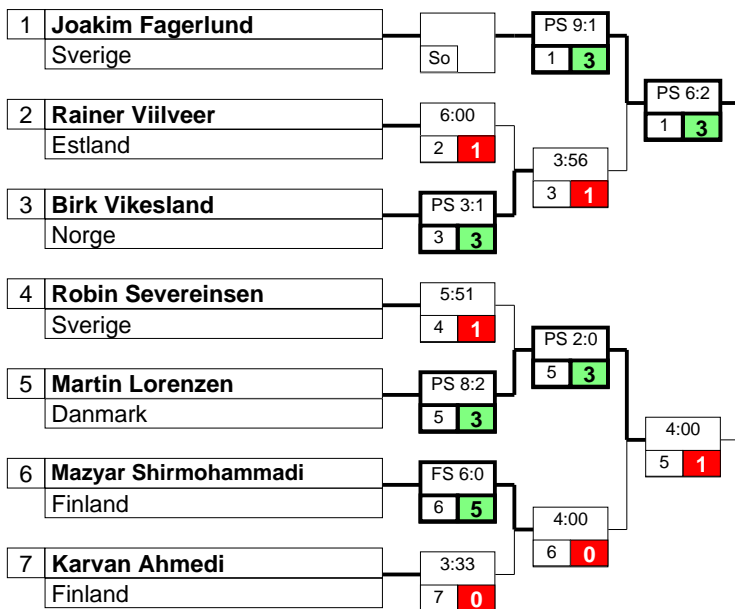 1 Joakim Fagerlund
Sverige
So
PS 9:1
1 3
PS 6:2
1 3
2 Rainer Viilveer
Estland
6:00
2 1
3:56
3 1
3 Birk Vikesland
Norge
PS 3:1
3 3
4 Robin Severeinsen
Sverige
5:51
4 1
PS 2:0
5 3
5 Martin Lorenzen
Danmark
PS 8:2
5 3
4:00
5 1
6 Mazyar Shirmohammadi
Finland
FS 6:0
6 5
4:00
6 0
7 Karvan Ahmedi
Finland
3:33
7 0